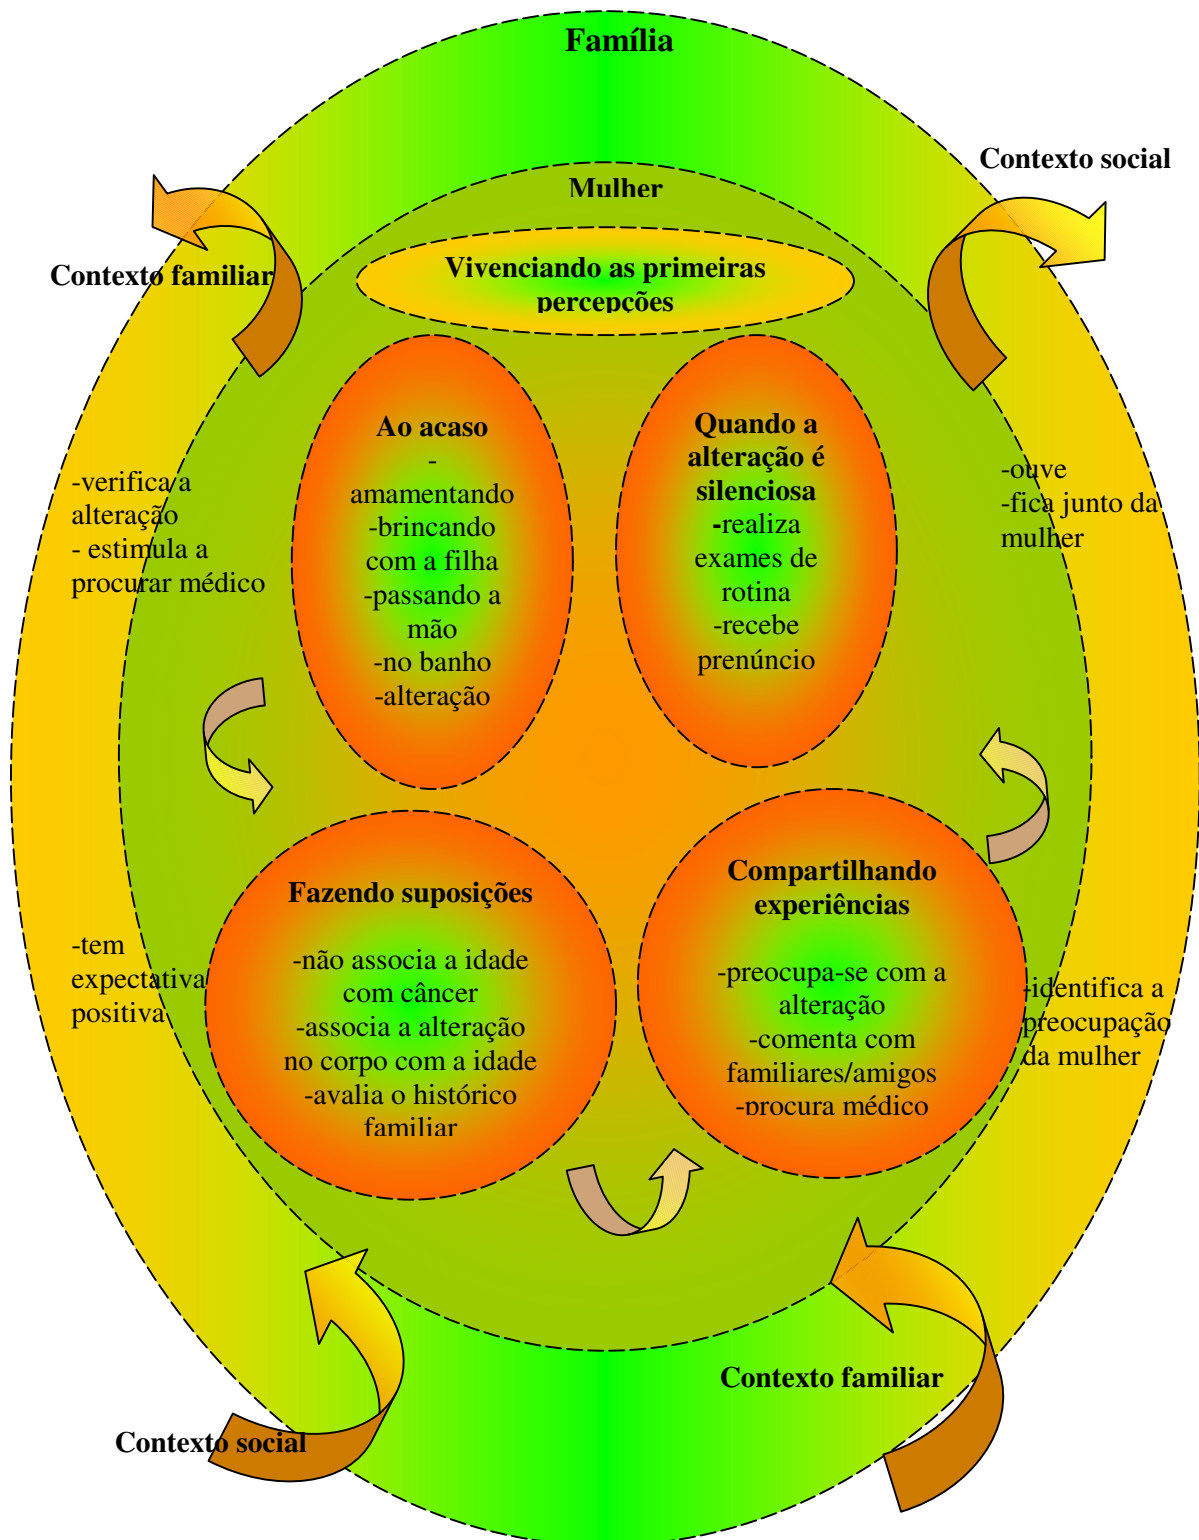 Família
Contexto social
Mulher
Contexto familiar
Vivenciando as primeiras
percepções
Ao acaso
-
amamentando
-brincando
com a filha
-passando a
mão
-no banho
-alteração
Quando a
alteração é
silenciosa
-realiza
exames de
rotina
-recebe
prenúncio
-verifica a
alteração
- estimula a
procurar médico
-ouve
-fica junto da
mulher
Fazendo suposições
-não associa a idade
com câncer
-associa a alteração
no corpo com a idade
-avalia o histórico
familiar
Compartilhando
experiências
-preocupa-se com a
alteração
-comenta com
familiares/amigos
-procura médico
-tem
expectativa
positiva
-identifica a
preocupação
da mulher
Contexto familiar
Contexto social